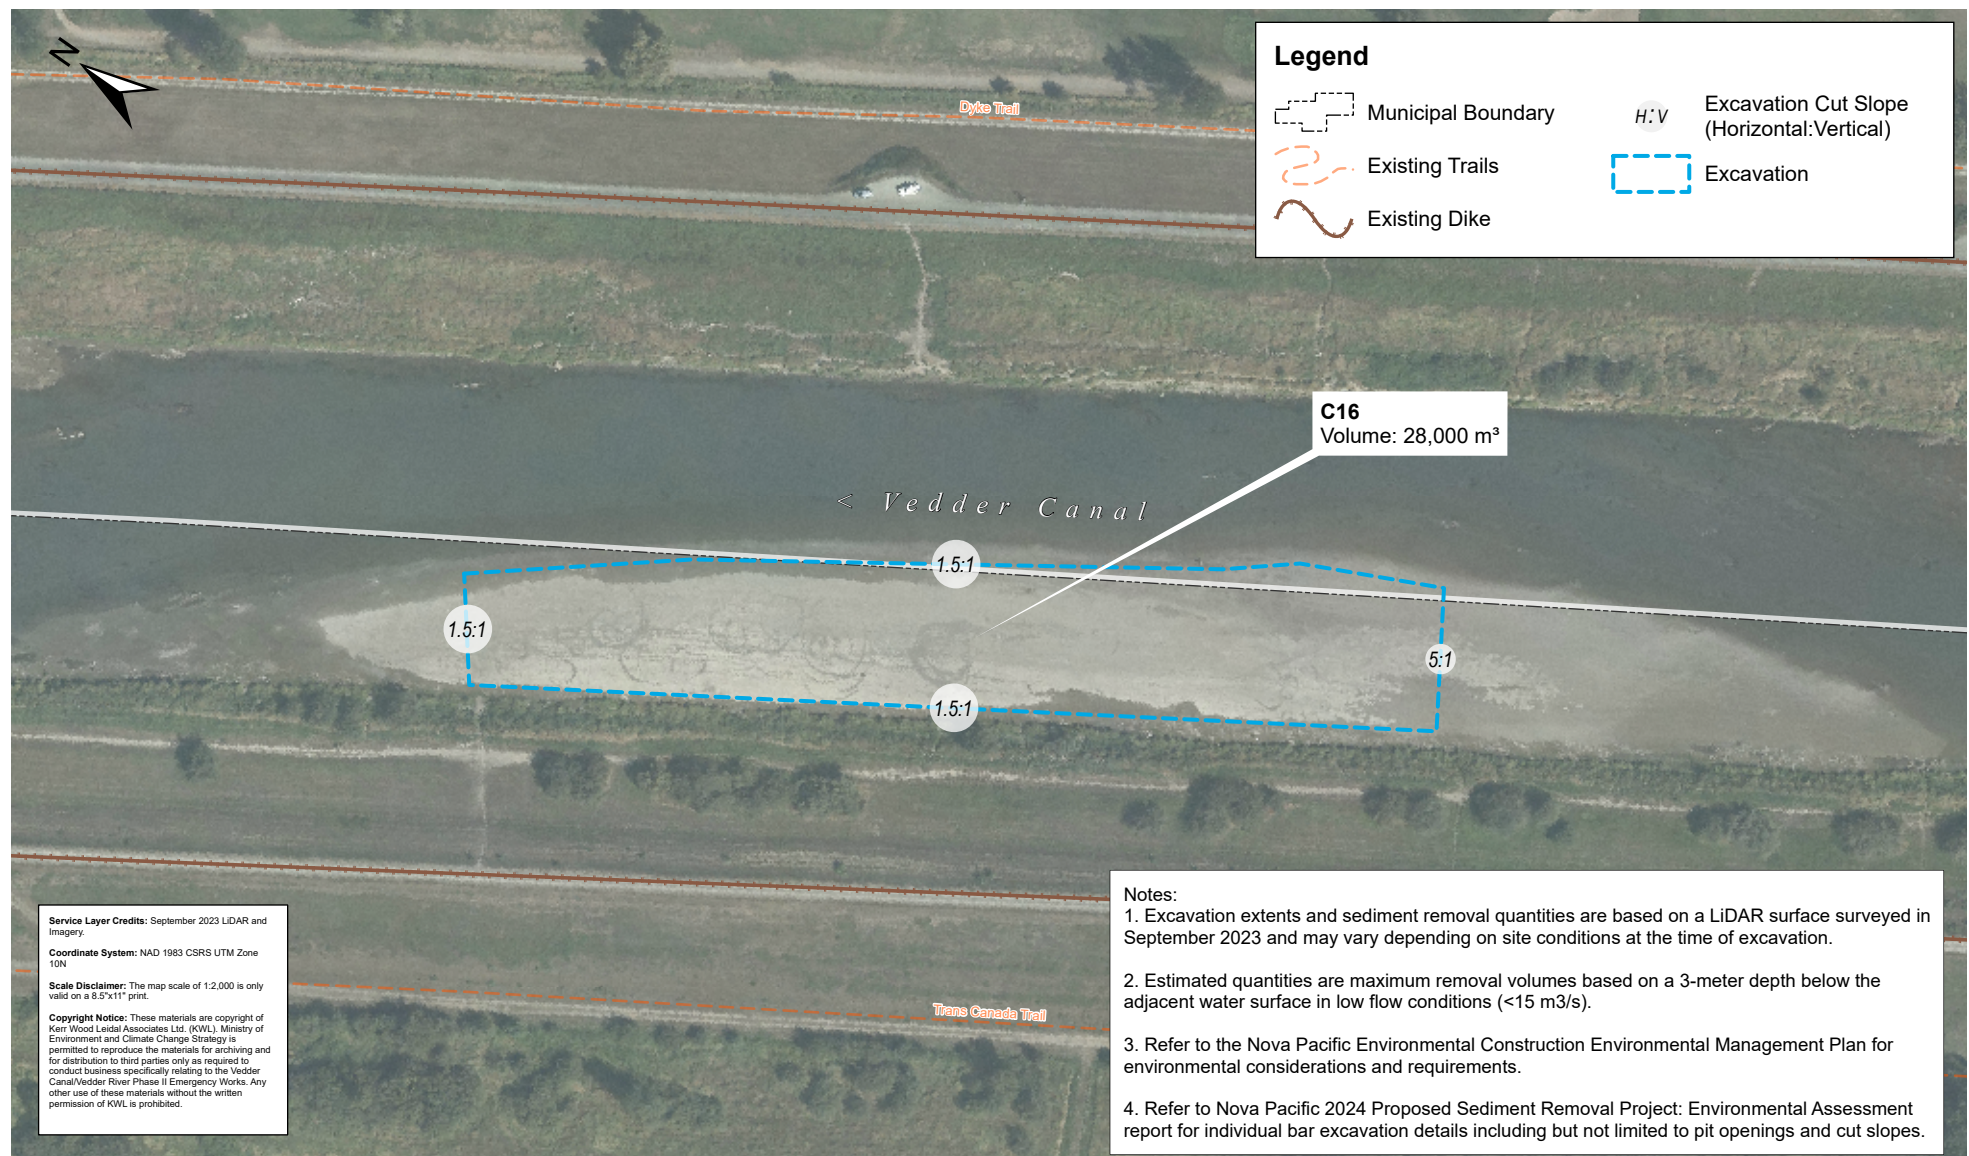 N
Dyke Trail
Legend
Municipal Boundary
Existing Trails
Existing Dike
H:V
Excavation Cut Slope
(Horizontal:Vertical)
Excavation
C16
Volume: 28,000 m³
< Vedder Canal
1.5:1
1.5:1
5:1
1.5:1
Trans Canada Trail
Service Layer Credits: September 2023 LiDAR and
Imagery.
Coordinate System: NAD 1983 CSRS UTM Zone
10N
Scale Disclaimer: The map scale of 1:2,000 is only
valid on a 8.5"x11" print.
Copyright Notice: These materials are copyright of
Kerr Wood Leidal Associates Ltd. (KWL). Ministry of
Environment and Climate Change Strategy is
permitted to reproduce the materials for archiving and
for distribution to third parties only as required to
conduct business specifically relating to the Vedder
Canal/Vedder River Phase II Emergency Works. Any
other use of these materials without the written
permission of KWL is prohibited.
Notes:
1. Excavation extents and sediment removal quantities are based on a LiDAR surface surveyed in
September 2023 and may vary depending on site conditions at the time of excavation.
2. Estimated quantities are maximum removal volumes based on a 3-meter depth below the
adjacent water surface in low flow conditions (<15 m3/s).
3. Refer to the Nova Pacific Environmental Construction Environmental Management Plan for
environmental considerations and requirements.
4. Refer to Nova Pacific 2024 Proposed Sediment Removal Project: Environmental Assessment
report for individual bar excavation details including but not limited to pit openings and cut slopes.